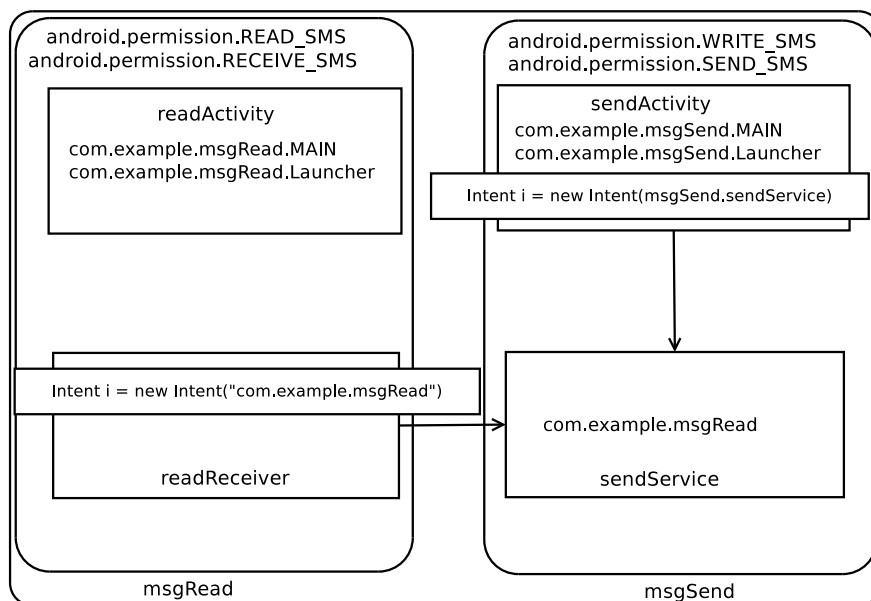 android.permission.READ_SMS
android.permission.RECEIVE_SMS
readActivity
com.example.msgRead.MAIN
com.example.msgRead.Launcher
Intent i = new Intent("com.example.msgRead")
readReceiver
msgRead
android.permission.WRITE_SMS
android.permission.SEND_SMS
sendActivity
com.example.msgSend.MAIN
com.example.msgSend.Launcher
Intent i = new Intent(msgSend.sendService)
com.example.msgRead
sendService
msgSend